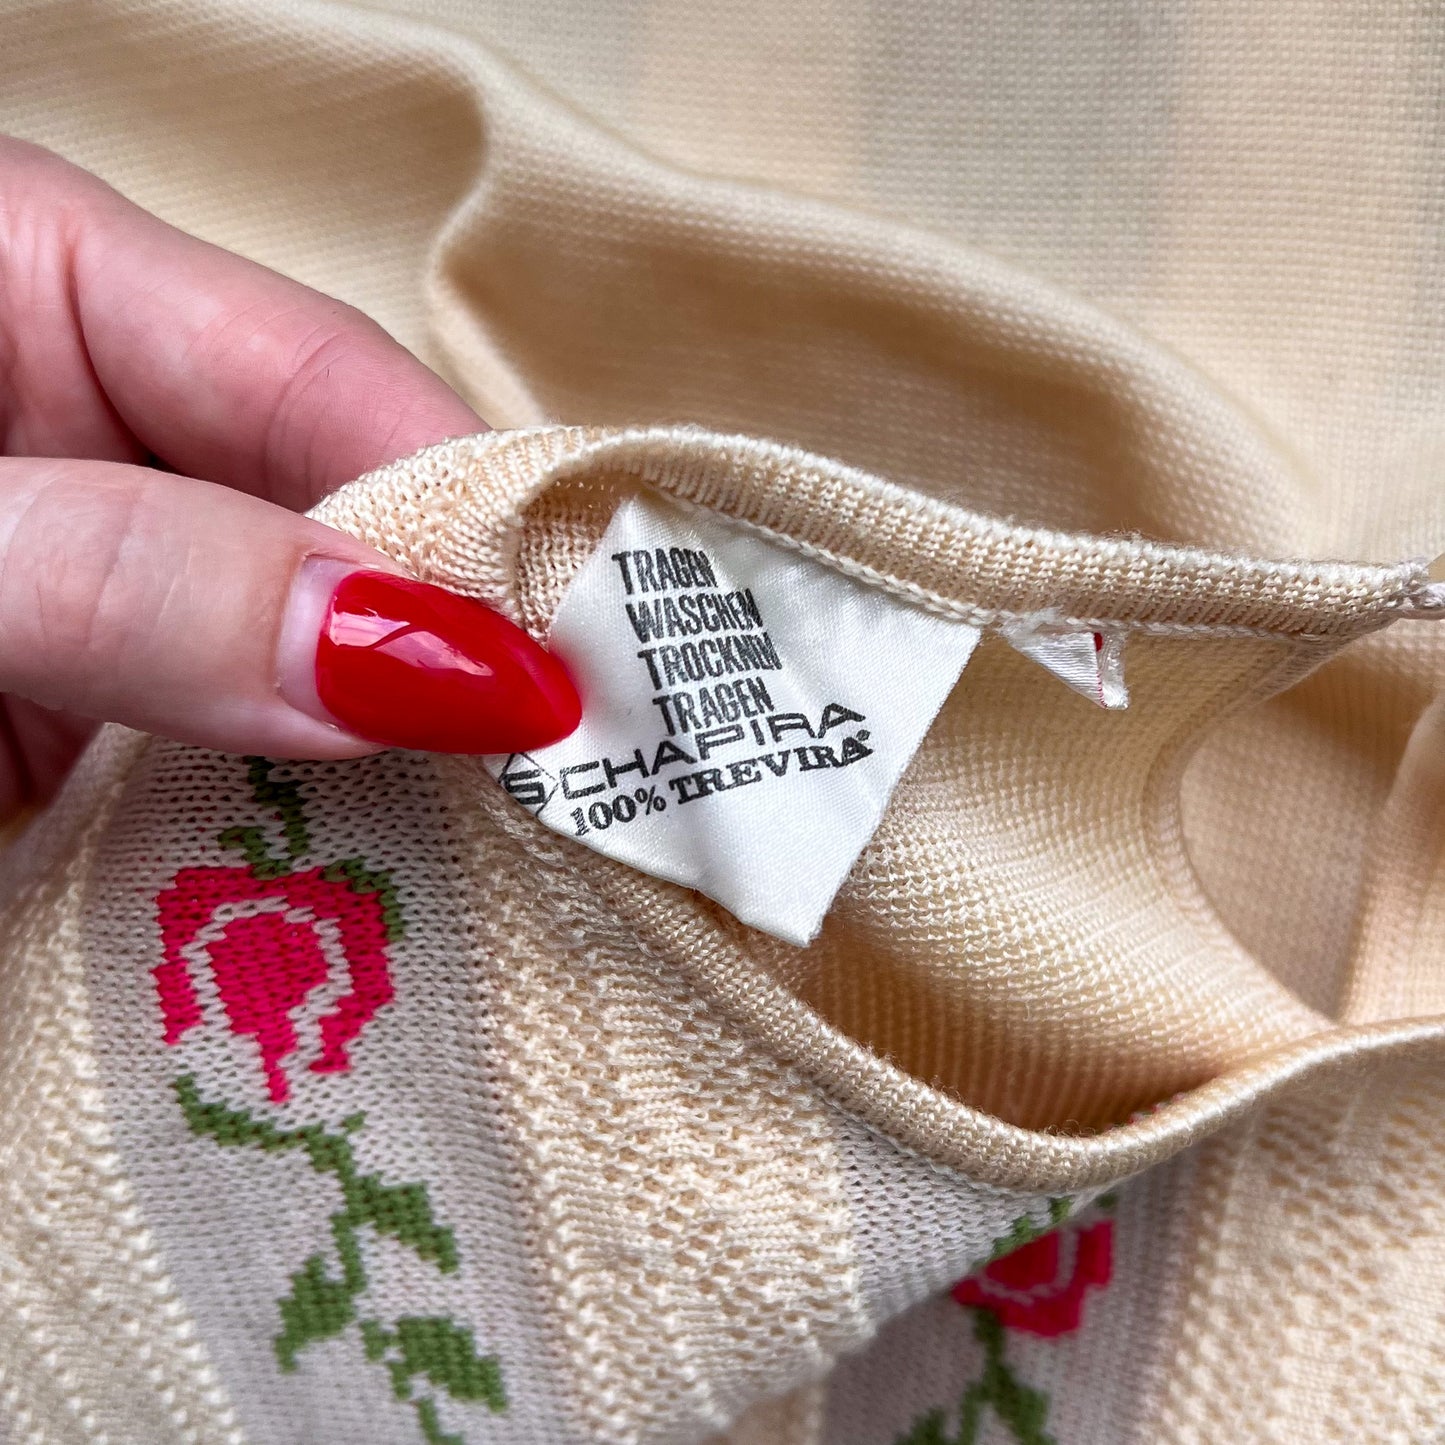 TRAGEN
WASCHEN
TROCKNEN
TRAGEN
SCHAPIRA
100% TREVIRA®